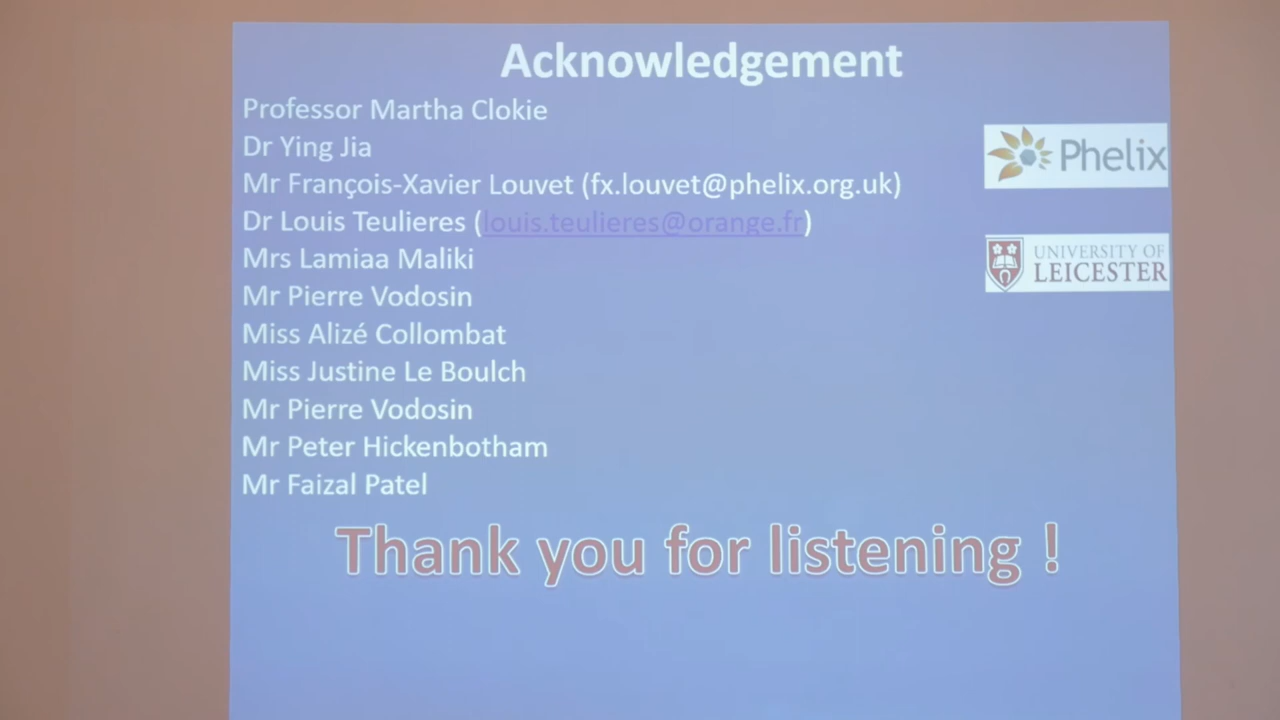 Acknowledgement
Professor Martha Clokie
Dr Ying Jia
Mr François-Xavier Louvet (fx.louvet@phelix.org.uk)
Dr Louis Teulieres (louis.teulieres@orange.fr)
Mrs Lamiaa Maliki
Mr Pierre Vodosin
Miss Alizé Collombat
Miss Justine Le Boulch
Mr Pierre Vodosin
Mr Peter Hickenbotham
Mr Faizal Patel
Thank you for listening !
Phelix
UNIVERSITY OF
LEICESTER